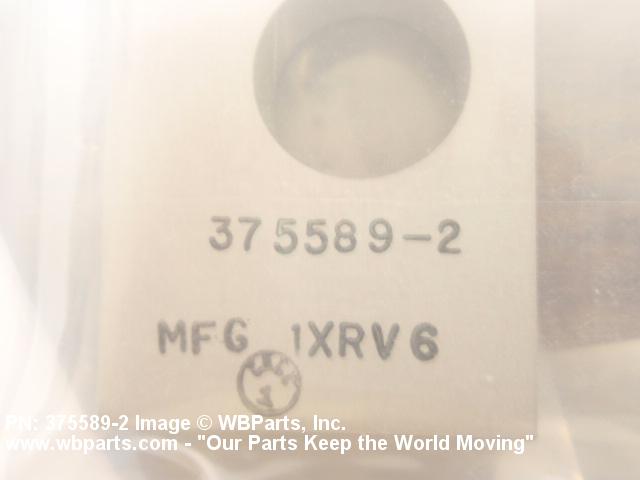 375589-2
MFG 1XRV6
PN: 375589-2 Image © WBParts, Inc.
www.wbparts.com - "Our Parts Keep the World Moving"